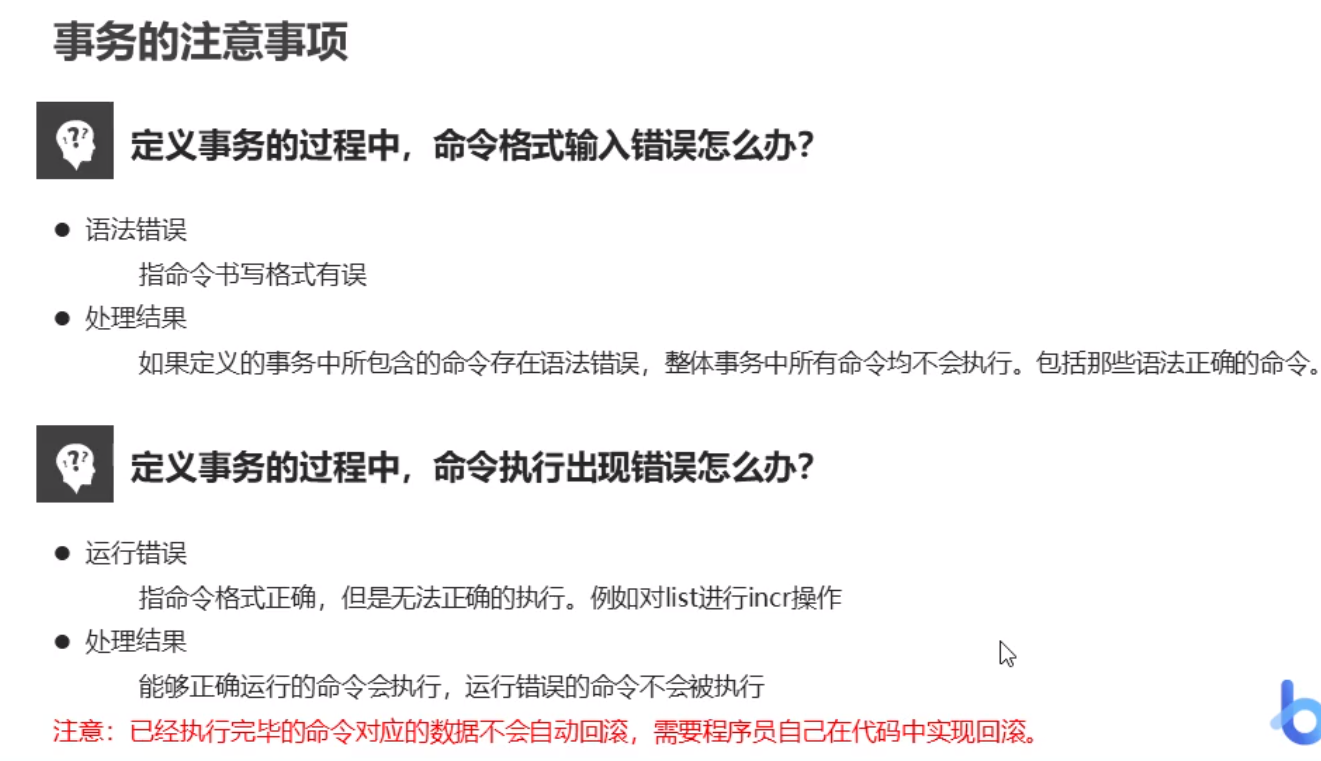 事务的注意事项
定义事务的过程中，命令格式输入错误怎么办？
● 语法错误
指命令书写格式有误
● 处理结果
如果定义的事务中所包含的命令存在语法错误，整体事务中所有命令均不会执行。包括那些语法正确的命令。
定义事务的过程中，命令执行出现错误怎么办？
● 运行错误
指命令格式正确，但是无法正确的执行。例如对list进行incr操作
● 处理结果
能够正确运行的命令会执行，运行错误的命令不会被执行
注意：已经执行完毕的命令对应的数据不会自动回滚，需要程序员自己在代码中实现回滚。